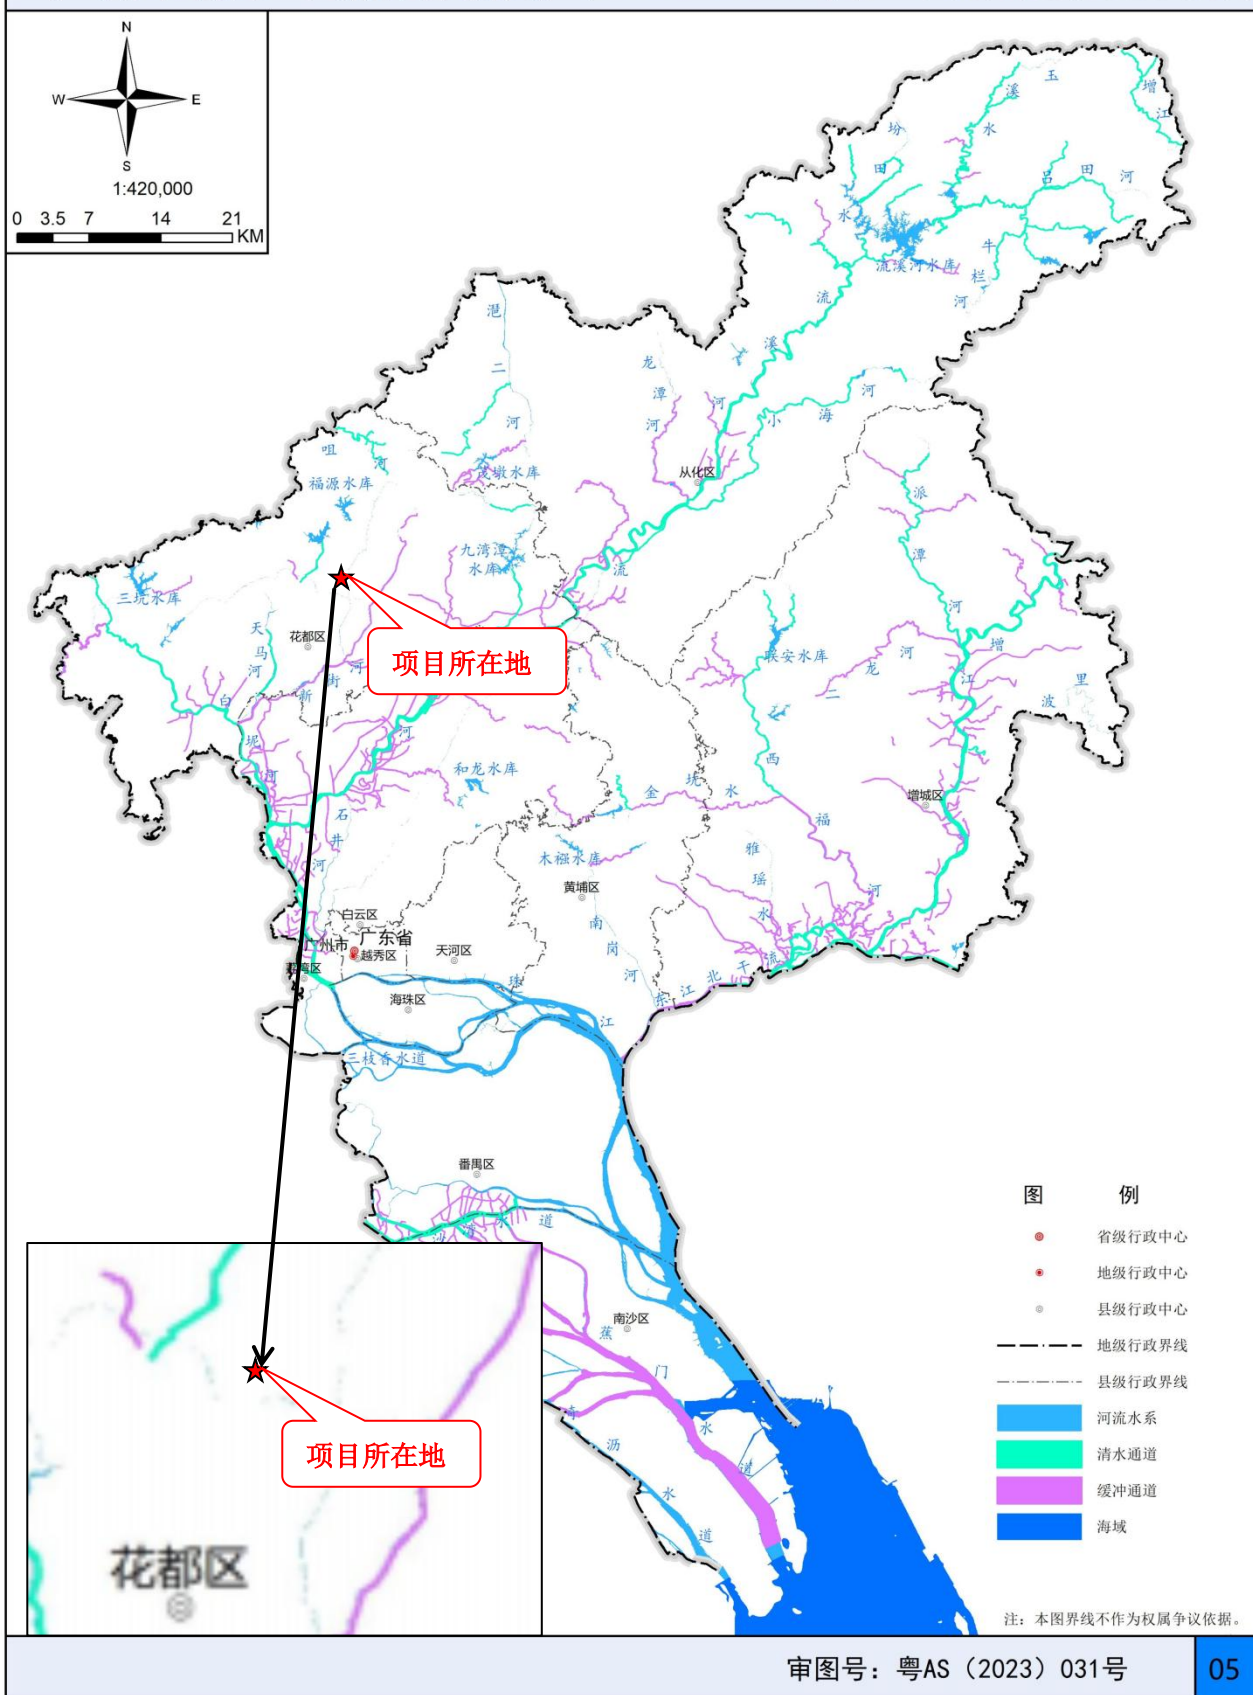 N
W
E
S
1:420,000
0 3.5 7 14 21 KM
玉
溪
水
增
江
汾
田
水
吕
田
河
流溪河水库
牛
栏
河
流
溪
河
小
海
河
龙
潭
河
二
河
茂墩水库
从化区
咀
河
福源水库
九湾潭
水库
三坑水库
天
马
河
花都区
新
街
河
项目所在地
流
河
派
潭
河
增
江
联安水库
二
龙
河
里
波
白
坭
河
和龙水库
西
福
河
金
坑
水
增城区
石
井
河
木强水库
雅
瑶
水
黄埔区
南
岗
河
白云区
广州市
广东省
越秀区
天河区
荔湾区
海珠区
珠
江
东
江
北
干
流
三枝香水道
番禺区
沙
湾
水
道
南沙区
蕉
门
水
道
沥
水
道
项目所在地
花都区
图 例
省级行政中心
地级行政中心
县级行政中心
地级行政界线
县级行政界线
河流水系
清水通道
缓冲通道
海域
注：本图界线不作为权属争议依据。
审图号：粤AS（2023）031号
05